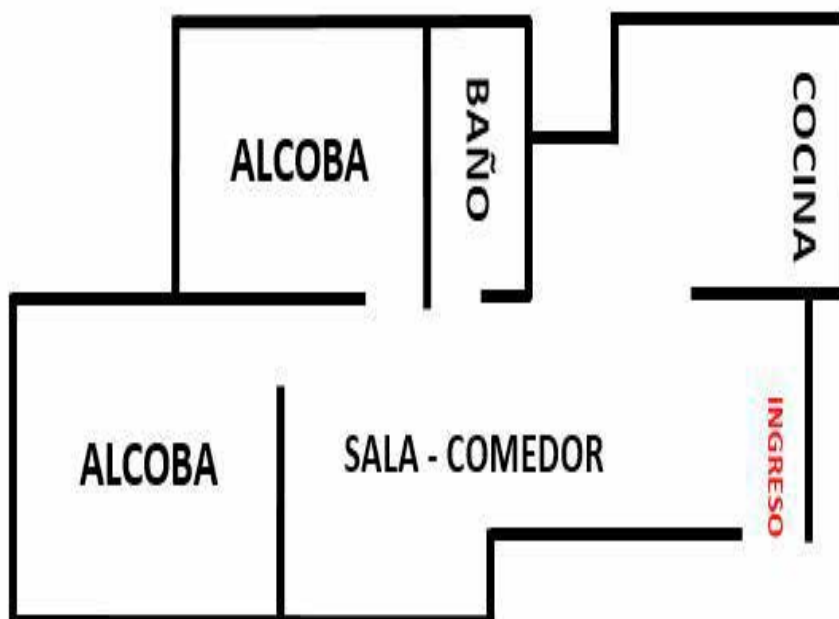 ALCOBA
BAÑO
COCINA
ALCOBA
SALA - COMEDOR
INGRESO